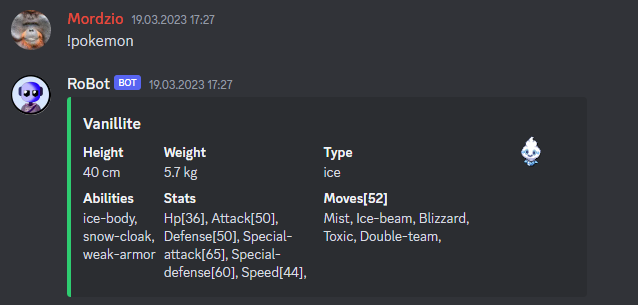 Mordzio 19.03.2023 17:27
!pokemon
RoBot BOT 19.03.2023 17:27
Vanillite
Height Weight Type
40 cm 5.7 kg ice
Abilities Stats Moves[52]
ice-body, Hp[36], Attack[50], Mist, Ice-beam, Blizzard,
snow-cloak, Defense[50], Special- Toxic, Double-team,
weak-armor attack[65], Special-
defense[60], Speed[44],